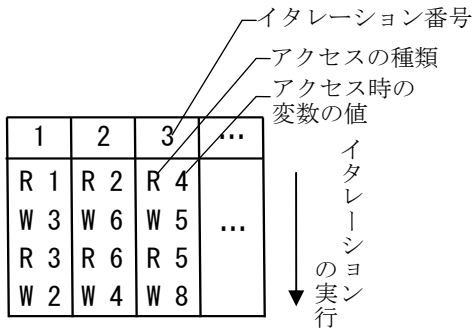 イタレーション番号
アクセスの種類
アクセス時の
変数の値
1 2 3 ...
R 1 R 2 R 4
W 3 W 6 W 5 ...
R 3 R 6 R 5
W 2 W 4 W 8
イタレーション
の実行